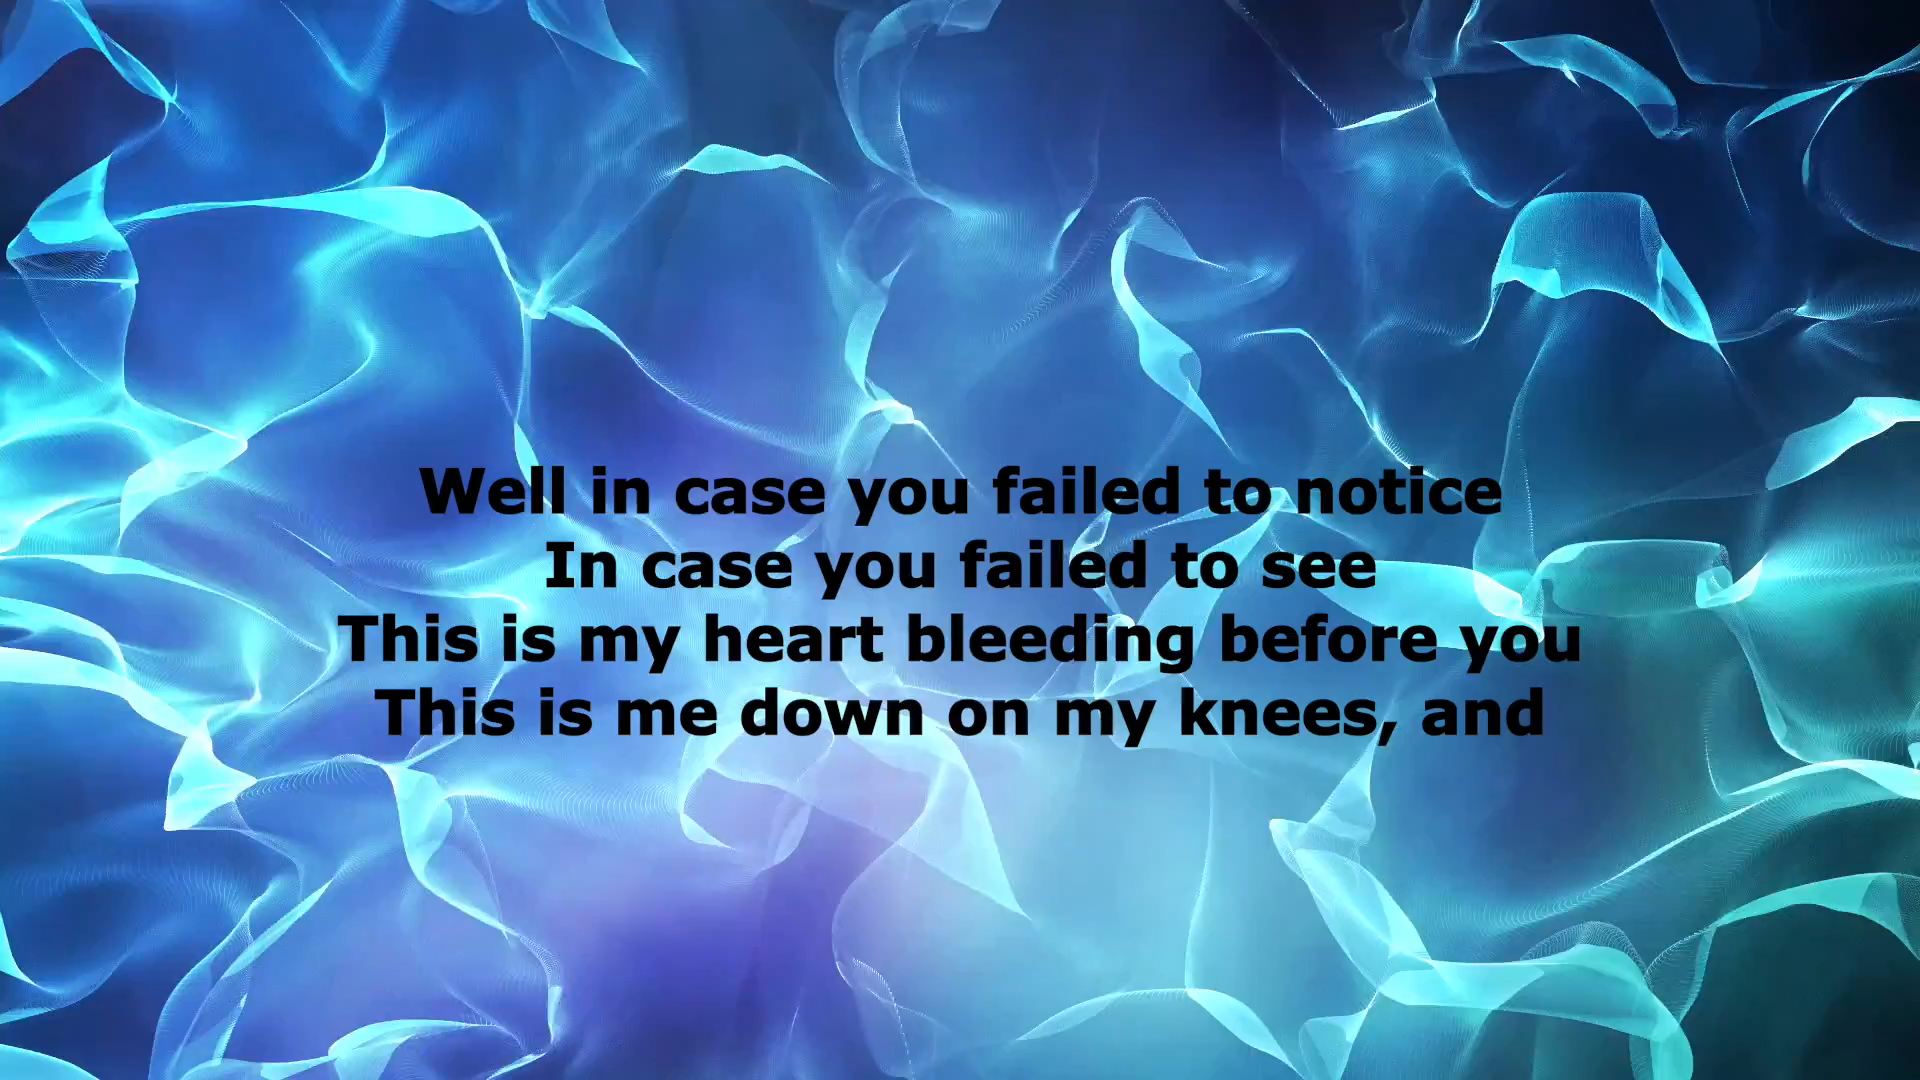 Well in case you failed to notice
In case you failed to see
This is my heart bleeding before you
This is me down on my knees, and